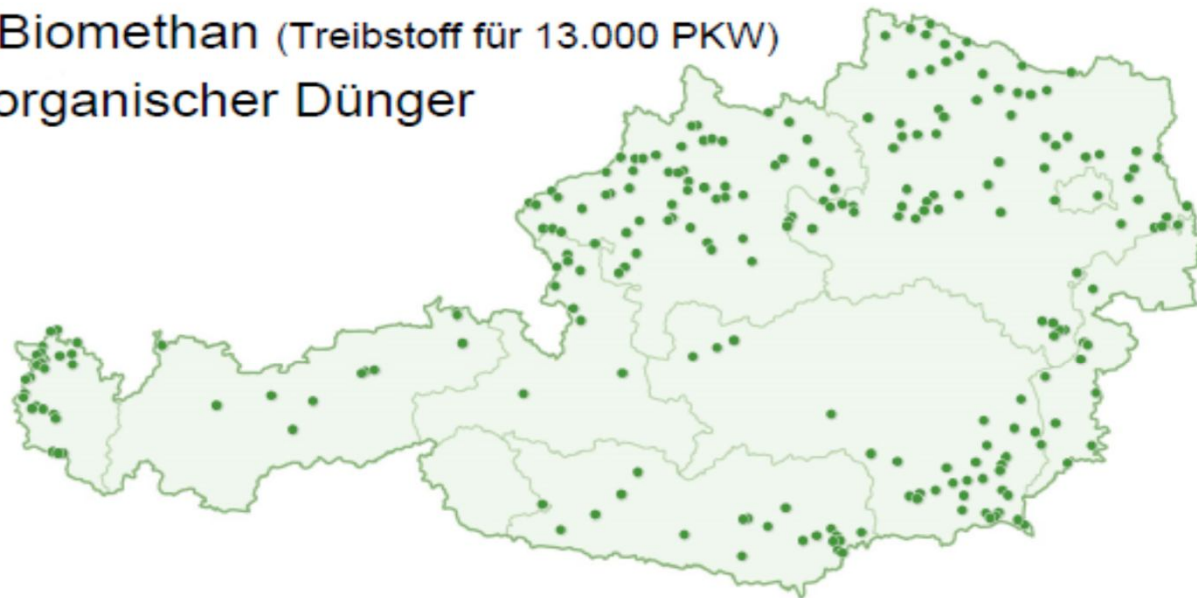 Biomethan (Treibstoff für 13.000 PKW)
organischer Dünger